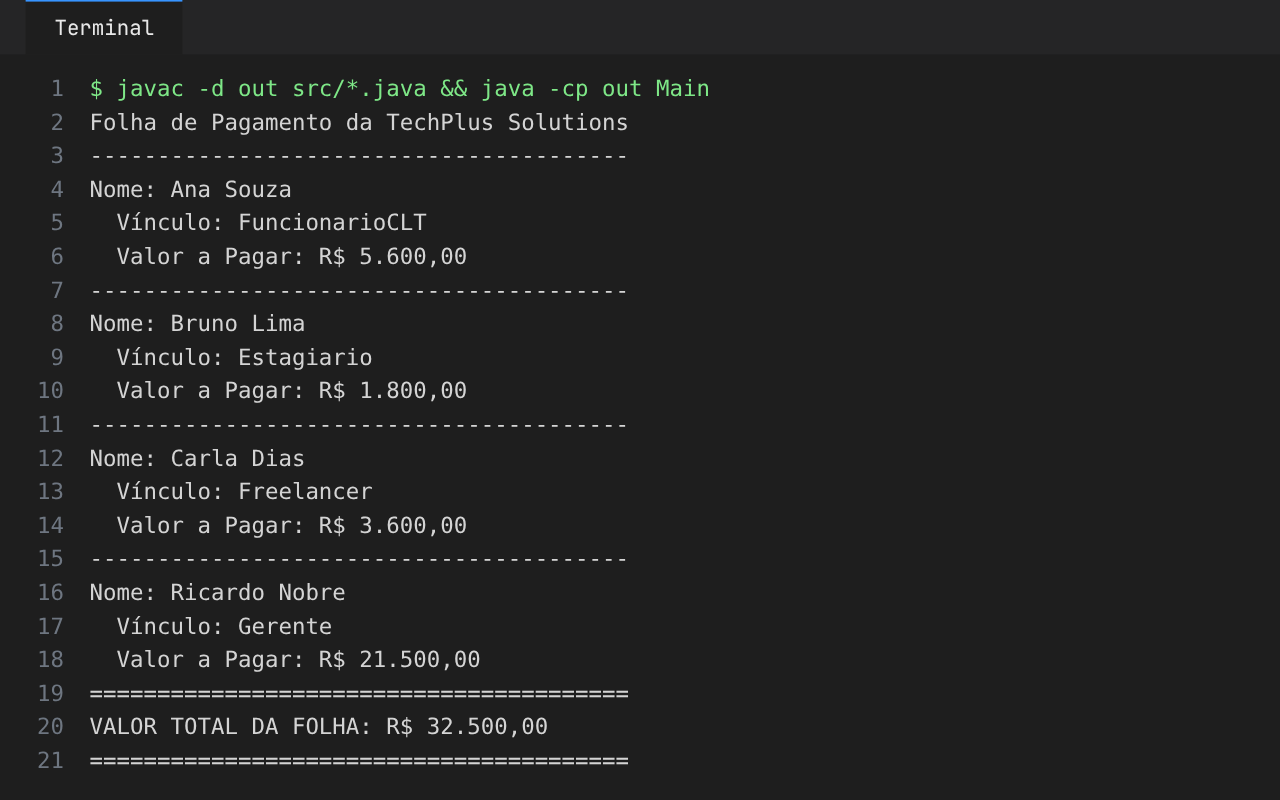 Terminal
1 $ javac -d out src/*.java && java -cp out Main
2 Folha de Pagamento da TechPlus Solutions
3 ----------------------------------------
4 Nome: Ana Souza
5   Vínculo: FuncionarioCLT
6   Valor a Pagar: R$ 5.600,00
7 ----------------------------------------
8 Nome: Bruno Lima
9   Vínculo: Estagiario
10   Valor a Pagar: R$ 1.800,00
11 ----------------------------------------
12 Nome: Carla Dias
13   Vínculo: Freelancer
14   Valor a Pagar: R$ 3.600,00
15 ----------------------------------------
16 Nome: Ricardo Nobre
17   Vínculo: Gerente
18   Valor a Pagar: R$ 21.500,00
19 ========================================
20 VALOR TOTAL DA FOLHA: R$ 32.500,00
21 ========================================